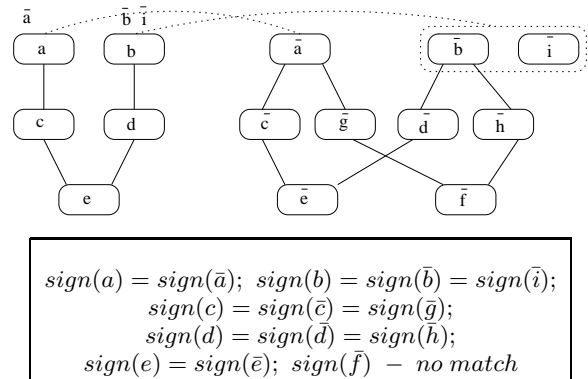 ā b̄ ī
a b ā b̄ ī
c d c̄ ḡ d̄ h̄
e ē f̄
sign(a) = sign(ā); sign(b) = sign(b̄) = sign(ī);
sign(c) = sign(c̄) = sign(ḡ);
sign(d) = sign(d̄) = sign(h̄);
sign(e) = sign(ē); sign(f̄) − no match